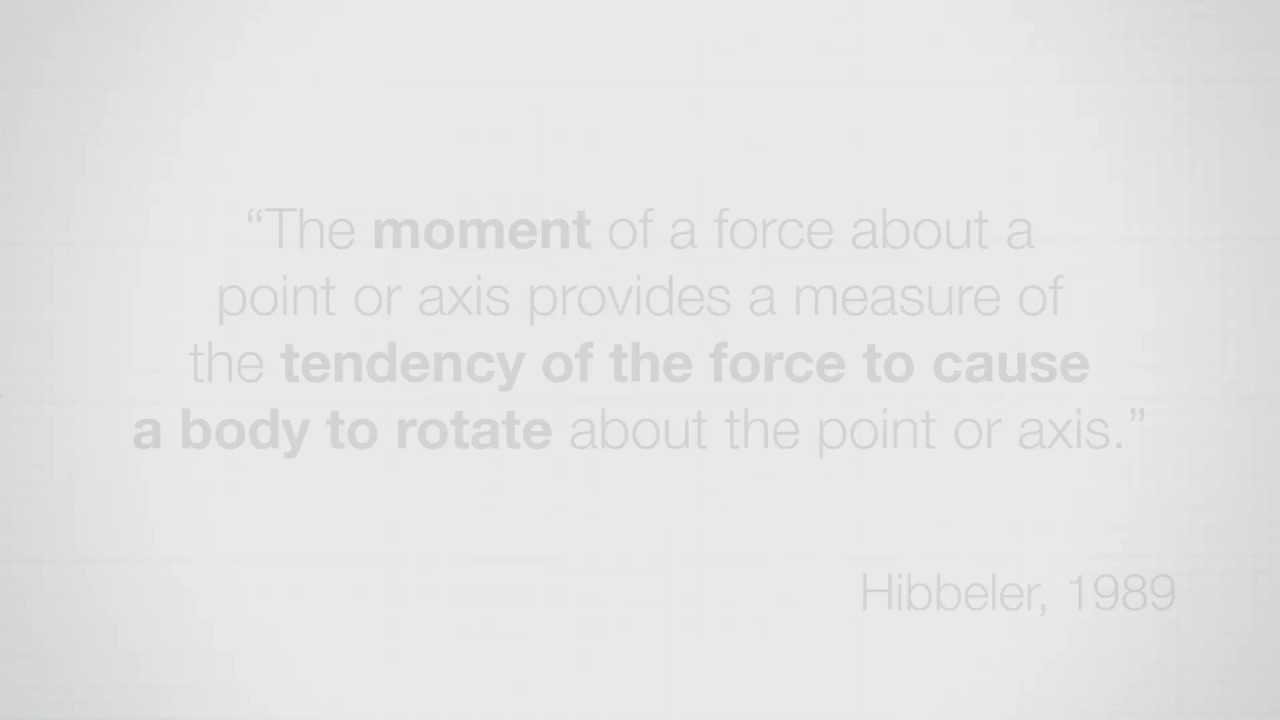 “The moment of a force about a
point or axis provides a measure of
the tendency of the force to cause
a body to rotate about the point or axis.”
Hibbeler, 1989